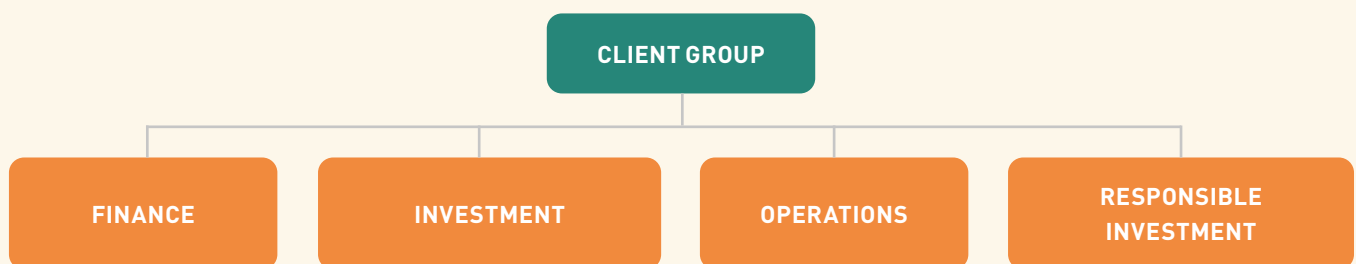 CLIENT GROUP
FINANCE
INVESTMENT
OPERATIONS
RESPONSIBLE
INVESTMENT